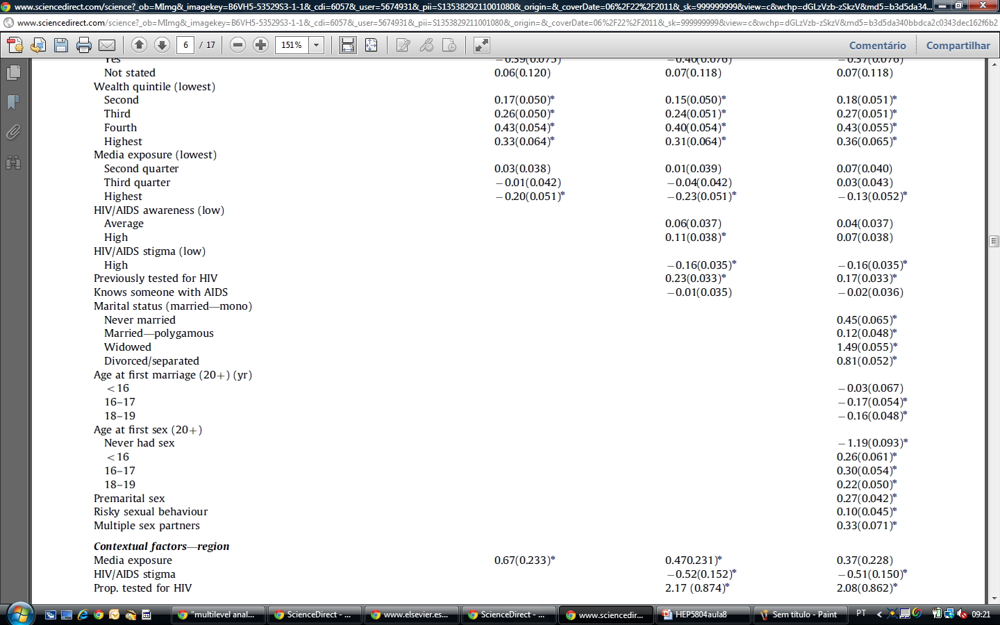 www.sciencedirect.com/science?_ob=MImg&_imagekey=B6VH5-53529S3-1-1&_cdi=6057&_user=5674931&_pii=S1353829211001080&_origin=&_coverDate=06%2F22%2F2011&_sk=999999999&view=c&wchp=dGLzVzb-zSkzV&md5=b3d5da34...
www.sciencedirect.com/science?_ob=MImg&_imagekey=B6VH5-53529S3-1-1&_cdi=6057&_user=5674931&_pii=S1353829211001080&_origin=&_coverDate=06%2F22%2F2011&_sk=999999999&view=c&wchp=dGLzVzb-zSkzV&md5=b3d5da340bbdca2c0343dec162f6b2
6 / 17 151% Comentário Compartilhar
Yes −0.39(0.075) −0.40(0.076) −0.37(0.076)
Not stated 0.06(0.120) 0.07(0.118) 0.07(0.118)
Wealth quintile (lowest)
Second 0.17(0.050)* 0.15(0.050)* 0.18(0.051)*
Third 0.26(0.050)* 0.24(0.051)* 0.27(0.051)*
Fourth 0.43(0.054)* 0.40(0.054)* 0.43(0.055)*
Highest 0.33(0.064)* 0.31(0.064)* 0.36(0.065)*
Media exposure (lowest)
Second quarter 0.03(0.038) 0.01(0.039) 0.07(0.040)
Third quarter −0.01(0.042) −0.04(0.042) 0.03(0.043)
Highest −0.20(0.051)* −0.23(0.051)* −0.13(0.052)*
HIV/AIDS awareness (low)
Average 0.06(0.037) 0.04(0.037)
High 0.11(0.038)* 0.07(0.038)
HIV/AIDS stigma (low)
High −0.16(0.035)* −0.16(0.035)*
Previously tested for HIV 0.23(0.033)* 0.17(0.033)*
Knows someone with AIDS −0.01(0.035) −0.02(0.036)
Marital status (married—mono)
Never married 0.45(0.065)*
Married—polygamous 0.12(0.048)*
Widowed 1.49(0.055)*
Divorced/separated 0.81(0.052)*
Age at first marriage (20+) (yr)
<16 −0.03(0.067)
16–17 −0.17(0.054)*
18–19 −0.16(0.048)*
Age at first sex (20+)
Never had sex −1.19(0.093)*
<16 0.26(0.061)*
16–17 0.30(0.054)*
18–19 0.22(0.050)*
Premarital sex 0.27(0.042)*
Risky sexual behaviour 0.10(0.045)*
Multiple sex partners 0.33(0.071)*
Contextual factors—region
Media exposure 0.67(0.233)* 0.470.231)* 0.37(0.228)
HIV/AIDS stigma −0.52(0.152)* −0.51(0.150)*
Prop. tested for HIV 2.17 (0.874)* 2.08(0.862)*
"multilevel anal... ScienceDirect - ... www.elsevier.es... ScienceDirect - ... www.sciencedir... HEP5804aula8 Sem título - Paint PT 09:21